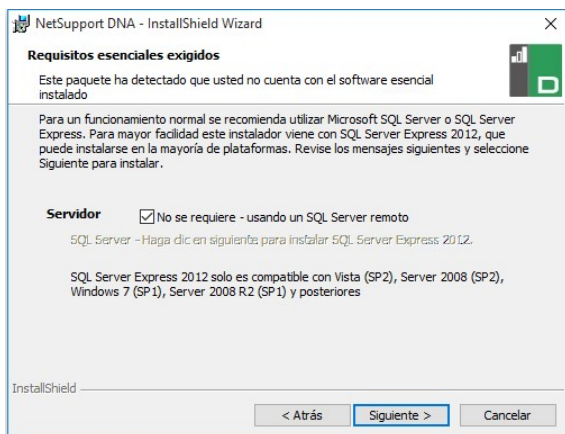 NetSupport DNA - InstallShield Wizard
Requisitos esenciales exigidos
Este paquete ha detectado que usted no cuenta con el software esencial
instalado
D
Para un funcionamiento normal se recomienda utilizar Microsoft SQL Server o SQL Server
Express. Para mayor facilidad este instalador viene con SQL Server Express 2012, que
puede instalarse en la mayoría de plataformas. Revise los mensajes siguientes y seleccione
Siguiente para instalar.
Servidor No se requiere - usando un SQL Server remoto
SQL Server - Haga clic en siguiente para instalar SQL Server Express 2012.
SQL Server Express 2012 solo es compatible con Vista (SP2), Server 2008 (SP2),
Windows 7 (SP1), Server 2008 R2 (SP1) y posteriores
InstallShield
< Atrás Siguiente > Cancelar